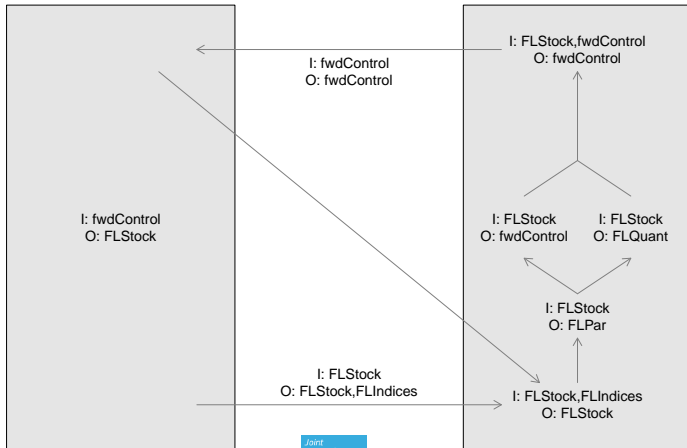 I: FLStock,fwdControl
O: fwdControl
I: fwdControl
O: fwdControl
I: fwdControl
O: FLStock
I: FLStock
O: fwdControl
I: FLStock
O: FLQuant
I: FLStock
O: FLPar
I: FLStock
O: FLStock,FLIndices
I: FLStock,FLIndices
O: FLStock
Joint